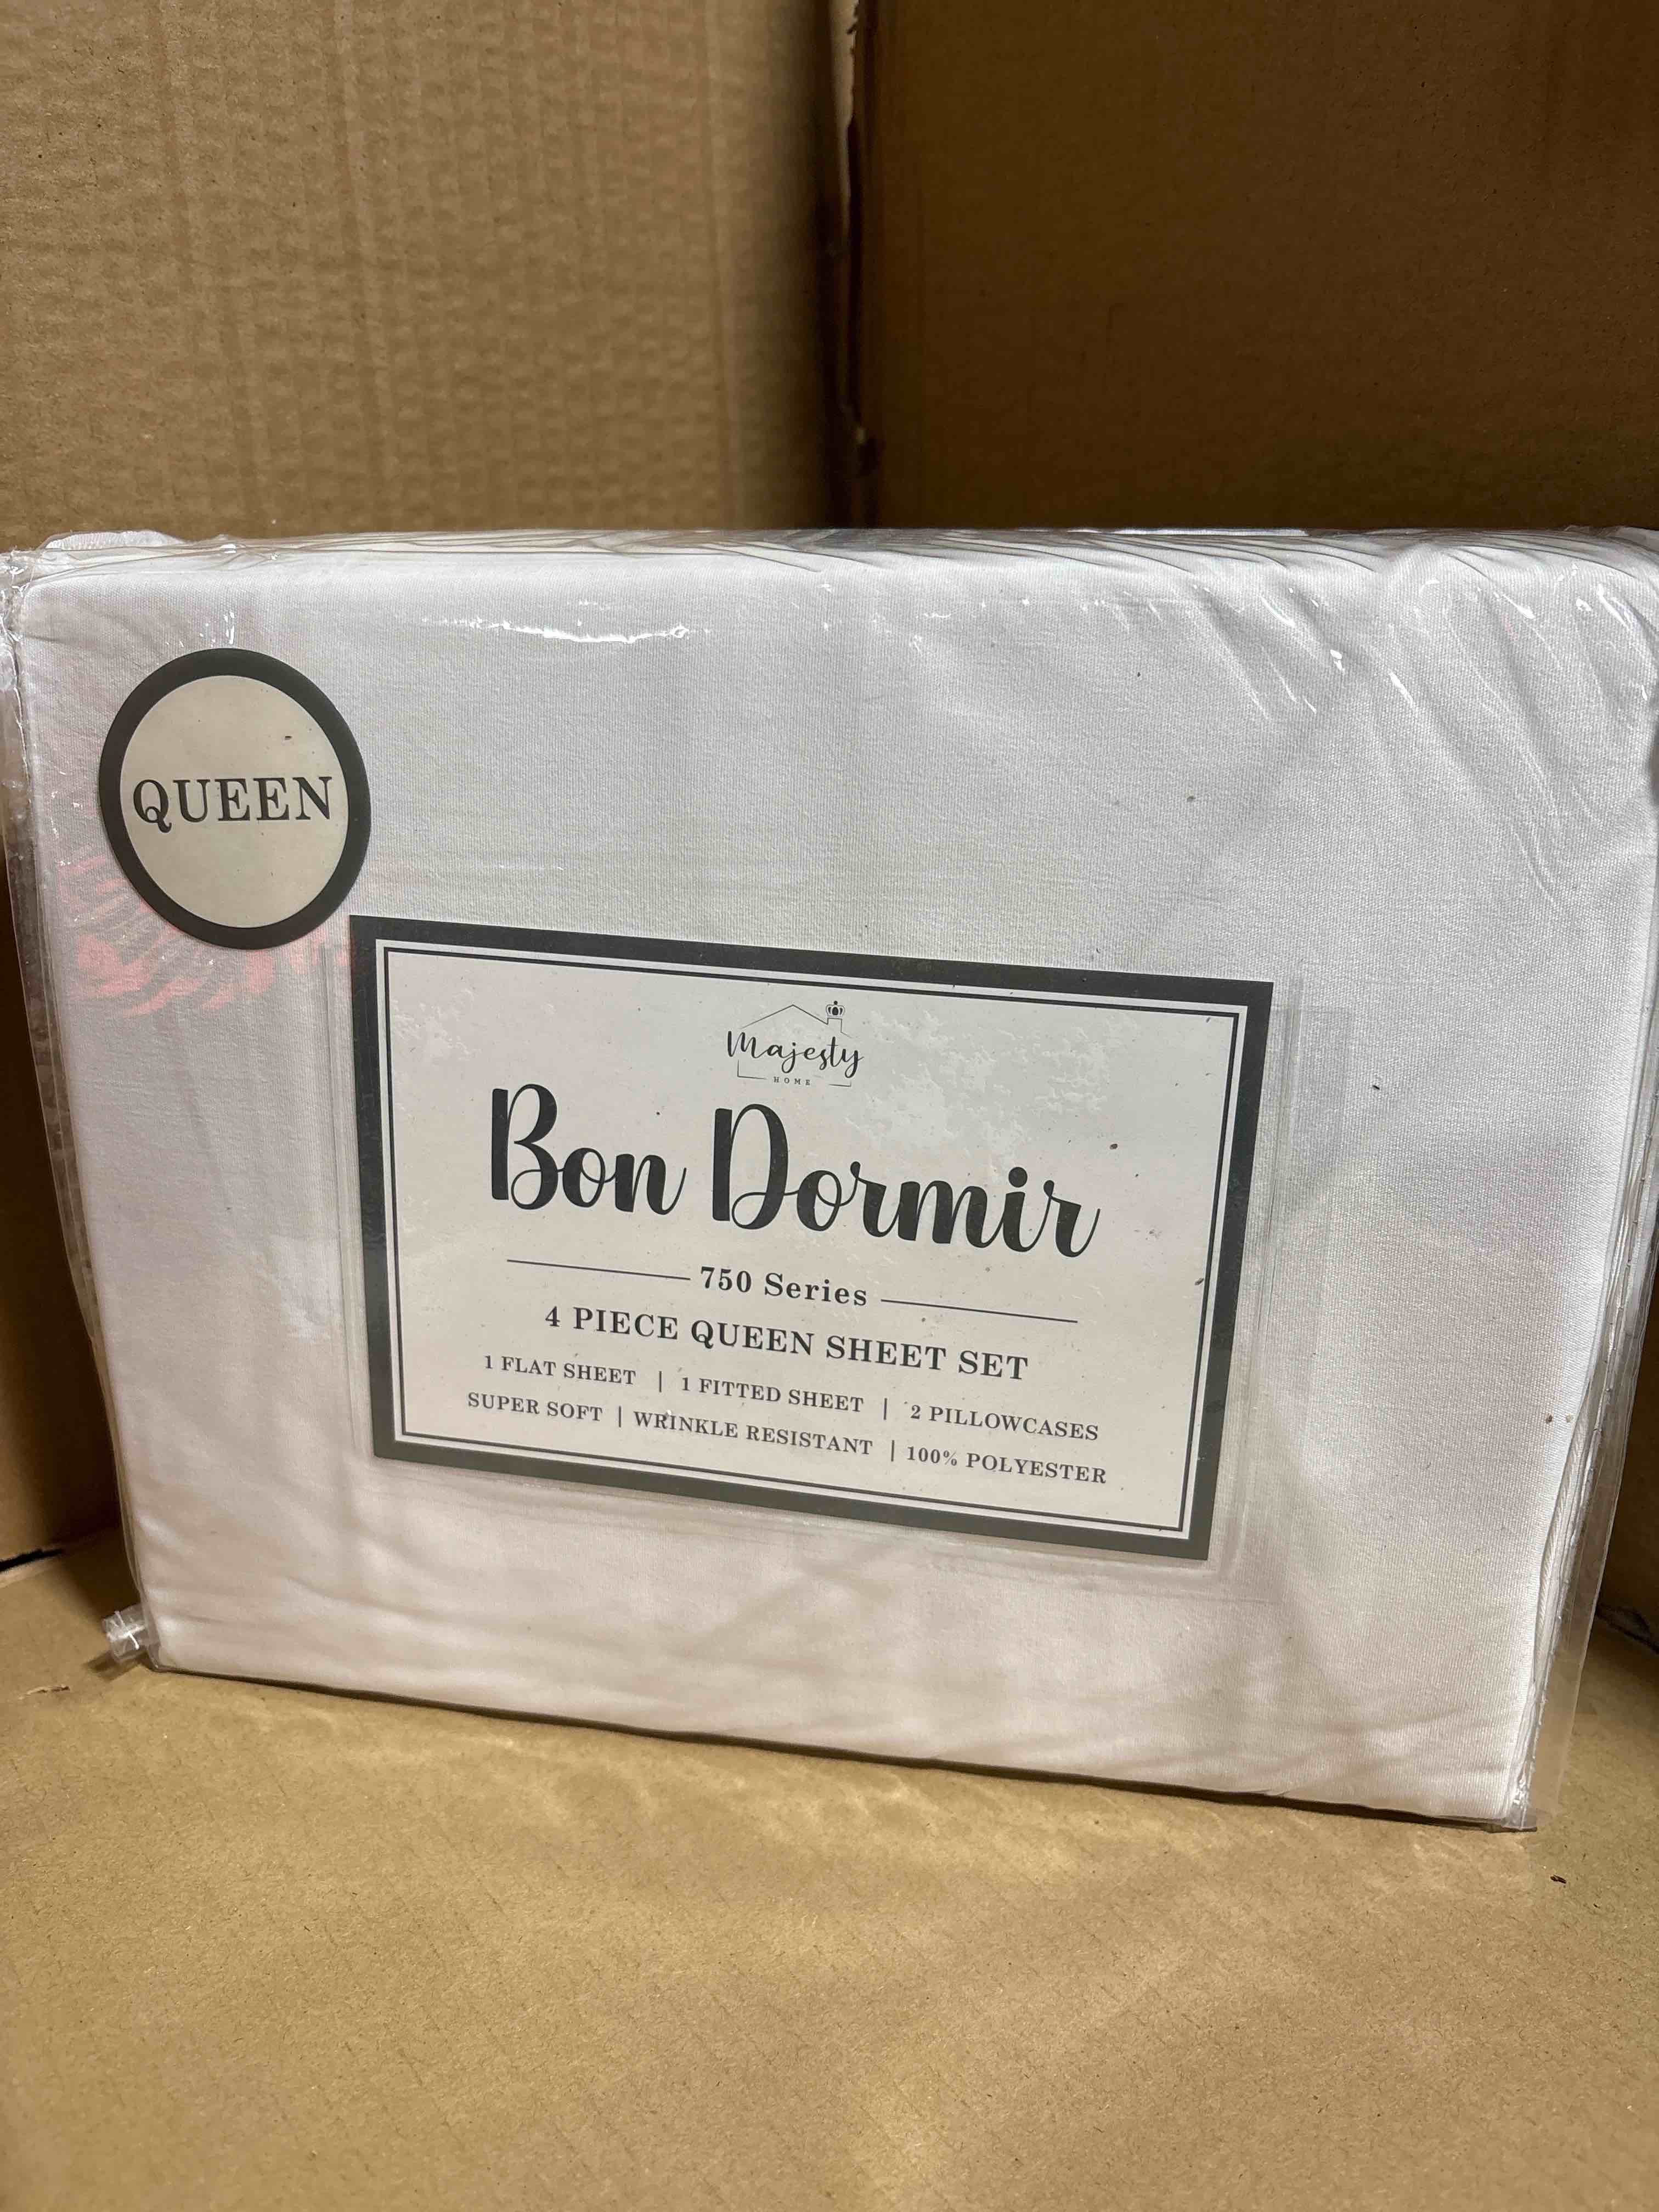 QUEEN
Majesty
HOME
Bon Dormir
750 Series
4 PIECE QUEEN SHEET SET
1 FLAT SHEET | 1 FITTED SHEET | 2 PILLOWCASES
SUPER SOFT | WRINKLE RESISTANT | 100% POLYESTER